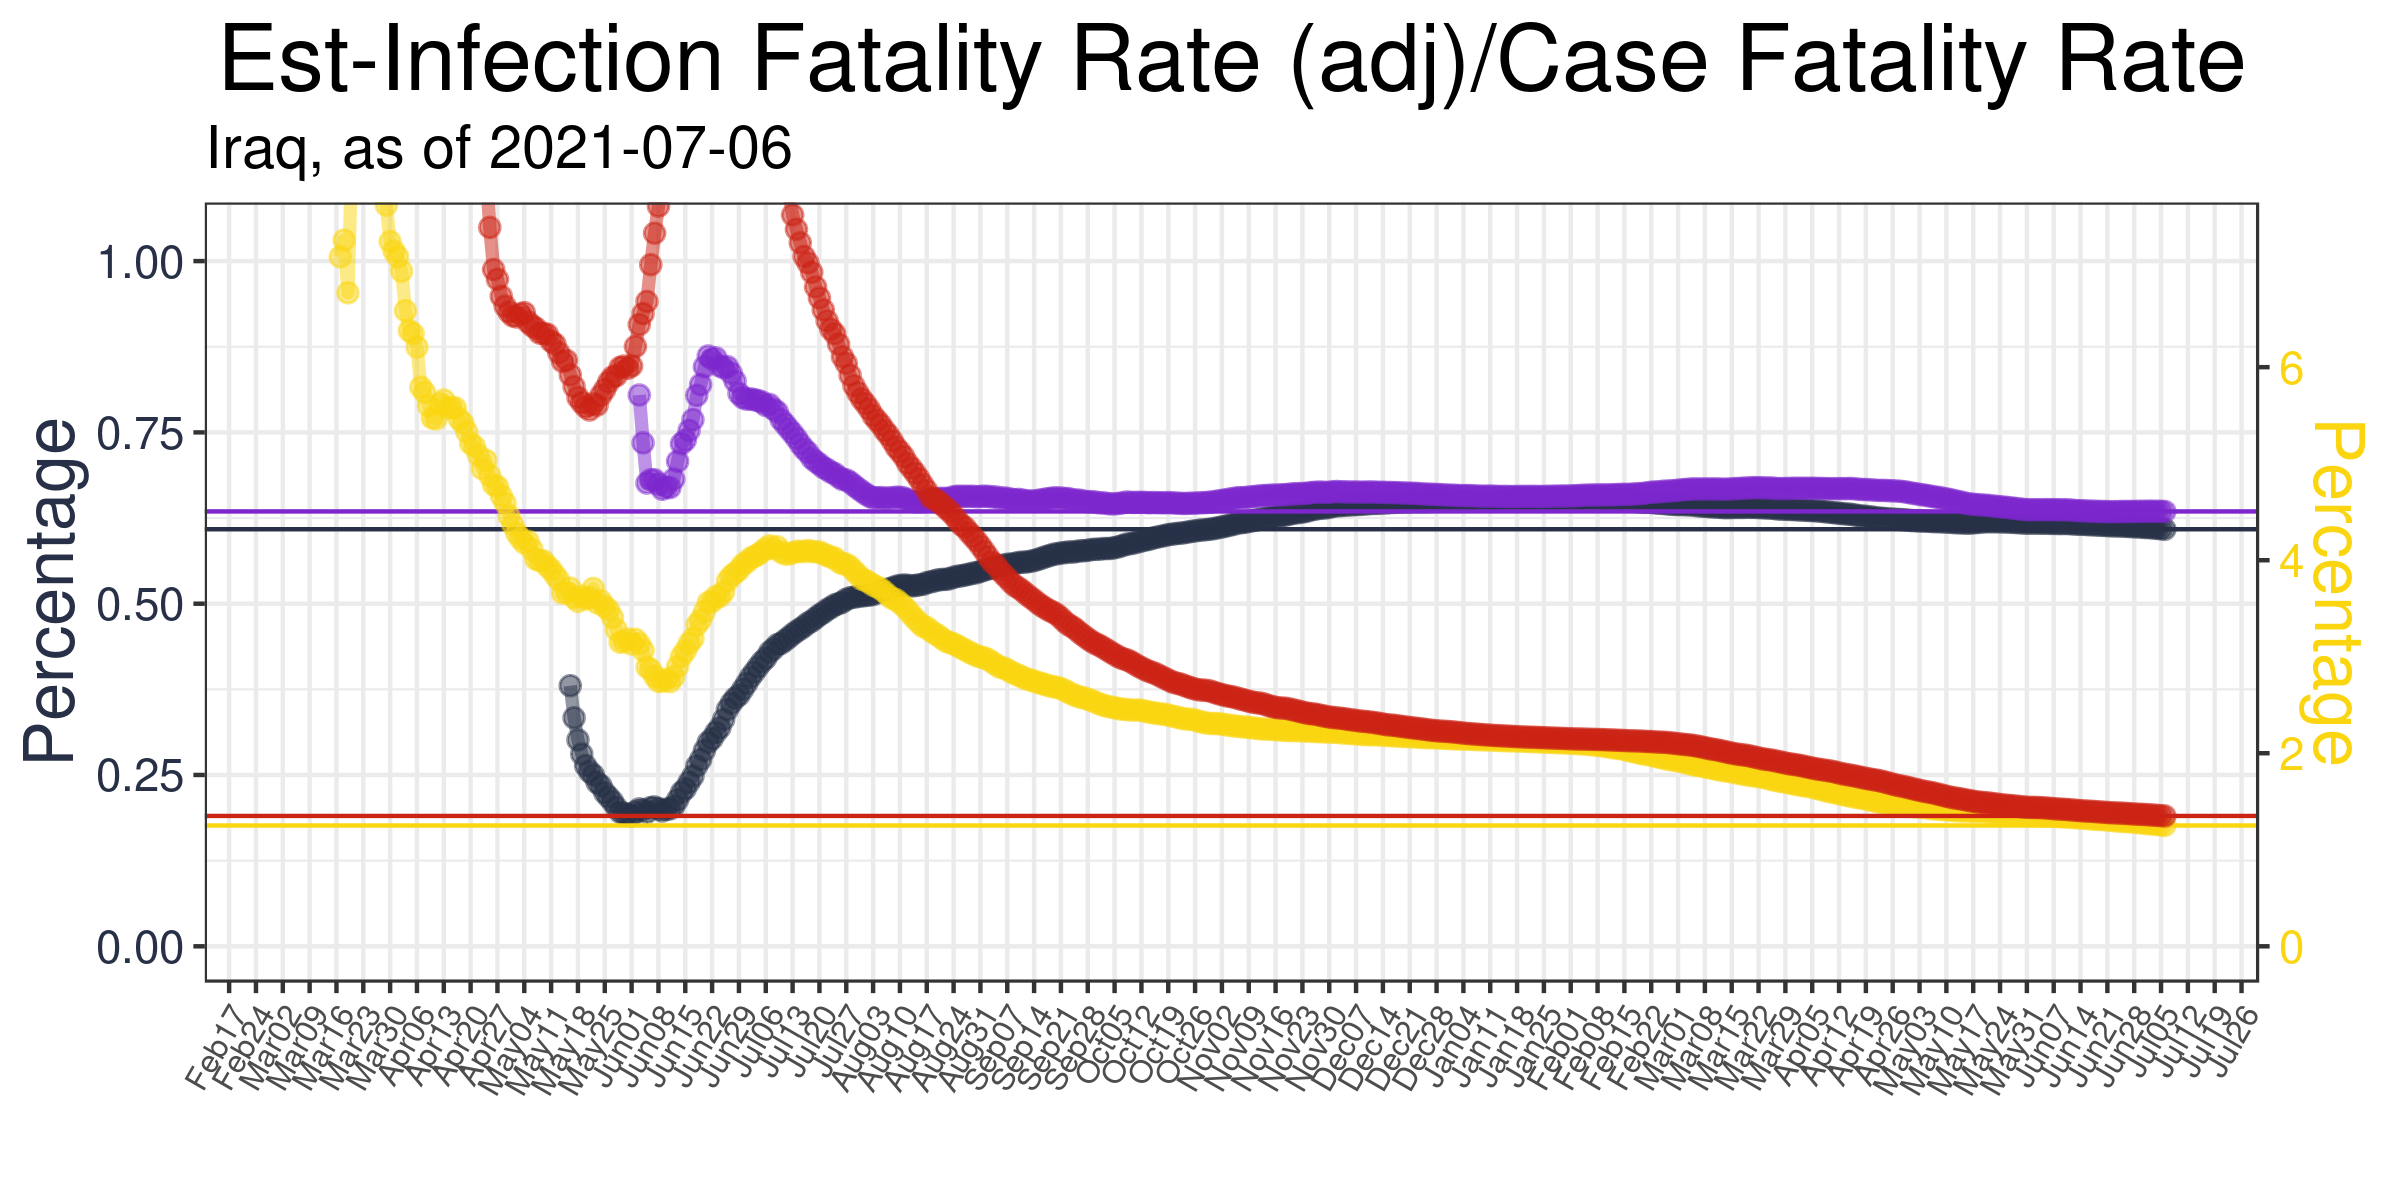 Est-Infection Fatality Rate (adj)/Case Fatality Rate
Iraq, as of 2021-07-06
Percentage
1.00
0.75
0.50
0.25
0.00
6
4
2
0
Percentage
Feb17
Feb24
Mar02
Mar09
Mar16
Mar23
Mar30
Apr06
Apr13
Apr20
Apr27
May04
May11
May18
May25
Jun01
Jun08
Jun15
Jun22
Jun29
Jul06
Jul13
Jul20
Jul27
Aug03
Aug10
Aug17
Aug24
Aug31
Sep07
Sep14
Sep21
Sep28
Oct05
Oct12
Oct19
Oct26
Nov02
Nov09
Nov16
Nov23
Nov30
Dec07
Dec14
Dec21
Dec28
Jan04
Jan11
Jan18
Jan25
Feb01
Feb08
Feb15
Feb22
Mar01
Mar08
Mar15
Mar22
Mar29
Apr05
Apr12
Apr19
Apr26
May03
May10
May17
May24
May31
Jun07
Jun14
Jun21
Jun28
Jul05
Jul12
Jul19
Jul26